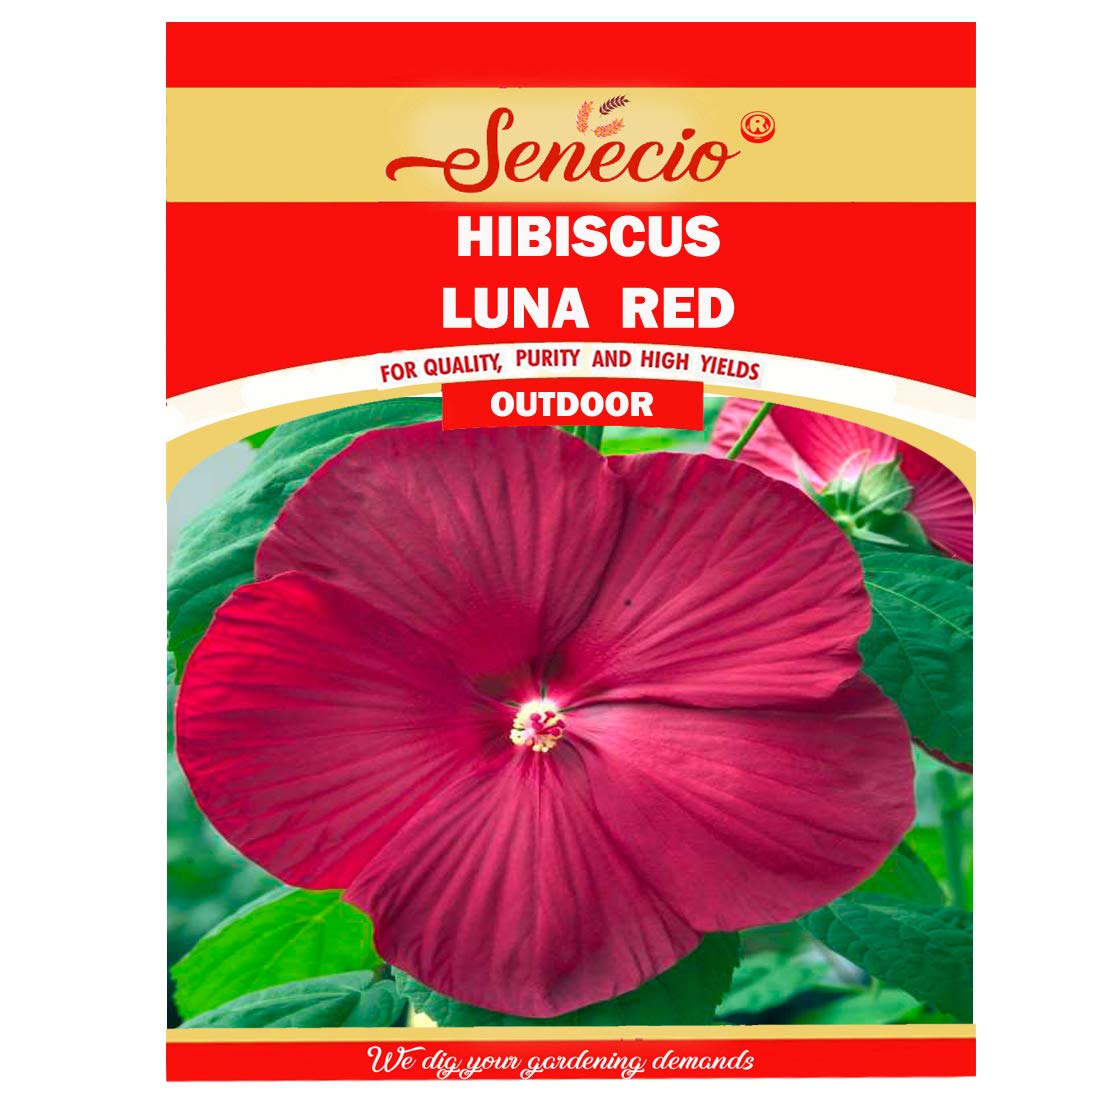 Senecio ®
HIBISCUS
LUNA RED
FOR QUALITY, PURITY AND HIGH YIELDS
OUTDOOR
We dig your gardening demands